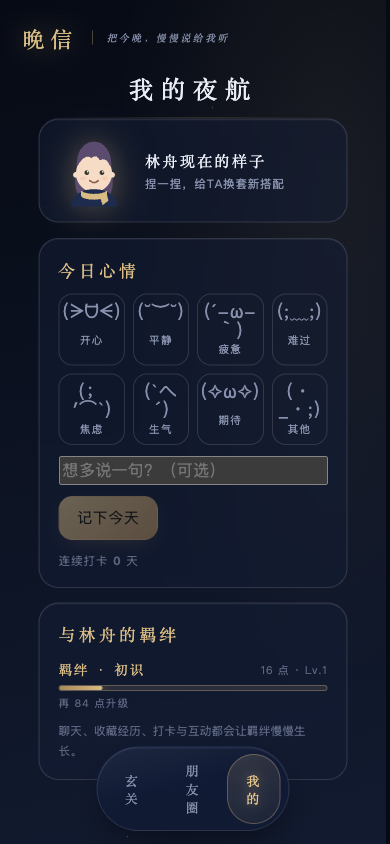 晚信
把今晚，慢慢说给我听
我的夜航
林舟现在的样子
捏一捏，给TA换套新搭配
今日心情
(≽ᗜ≼) (˘︶˘) (´−ω−`) (;﹏;)
开心 平静 疲惫 难过
(;′⌒`) (`へ´) (✧ω✧) (・_・;)
焦虑 生气 期待 其他
想多说一句？（可选）
记下今天
连续打卡 0 天
与林舟的羁绊
羁绊 · 初识 16 点 · Lv.1
再 84 点升级
聊天、收藏经历、打卡与互动都会让羁绊慢慢生
长。
玄关 朋友圈 我的